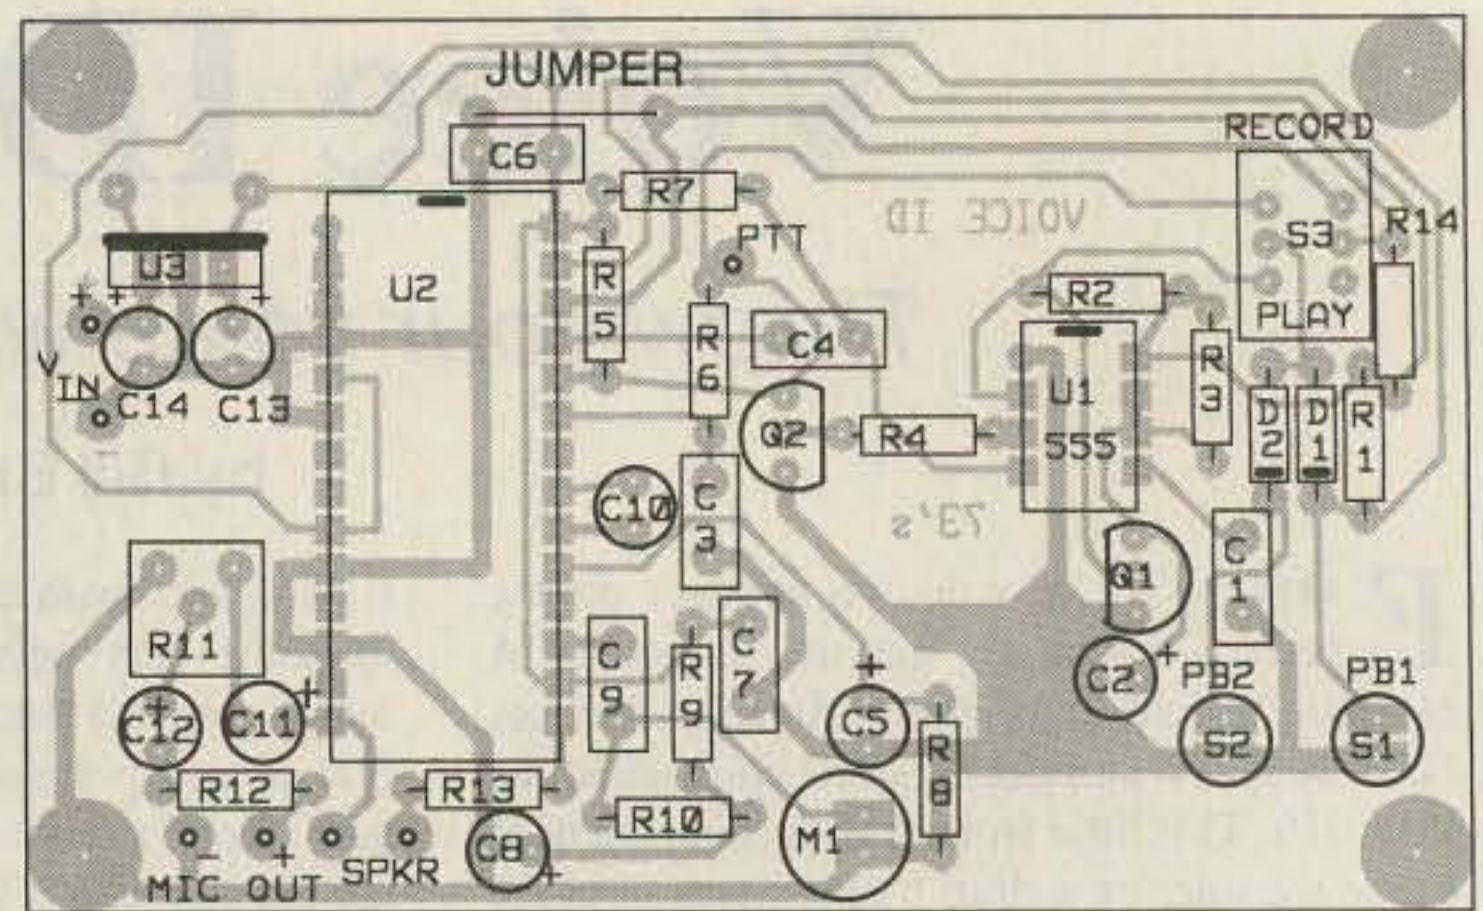 JUMPER
RECORD
C6
R7
VOICE ID
S3
R14
PTT
U3
+
+
+
U2
R5
R2
PLAY
R6
C4
R3
VIN
U1
C14
C13
Q2
R4
555
D2
D1
R1
-
C10
C3
73's
Q1
C1
R11
C9
R9
C7
+
C2
+
PB2
PB1
+
C12
C11
+
C5
R8
S2
S1
R12
R13
R10
M1
-
+
C8
+
MIC OUT
SPKR